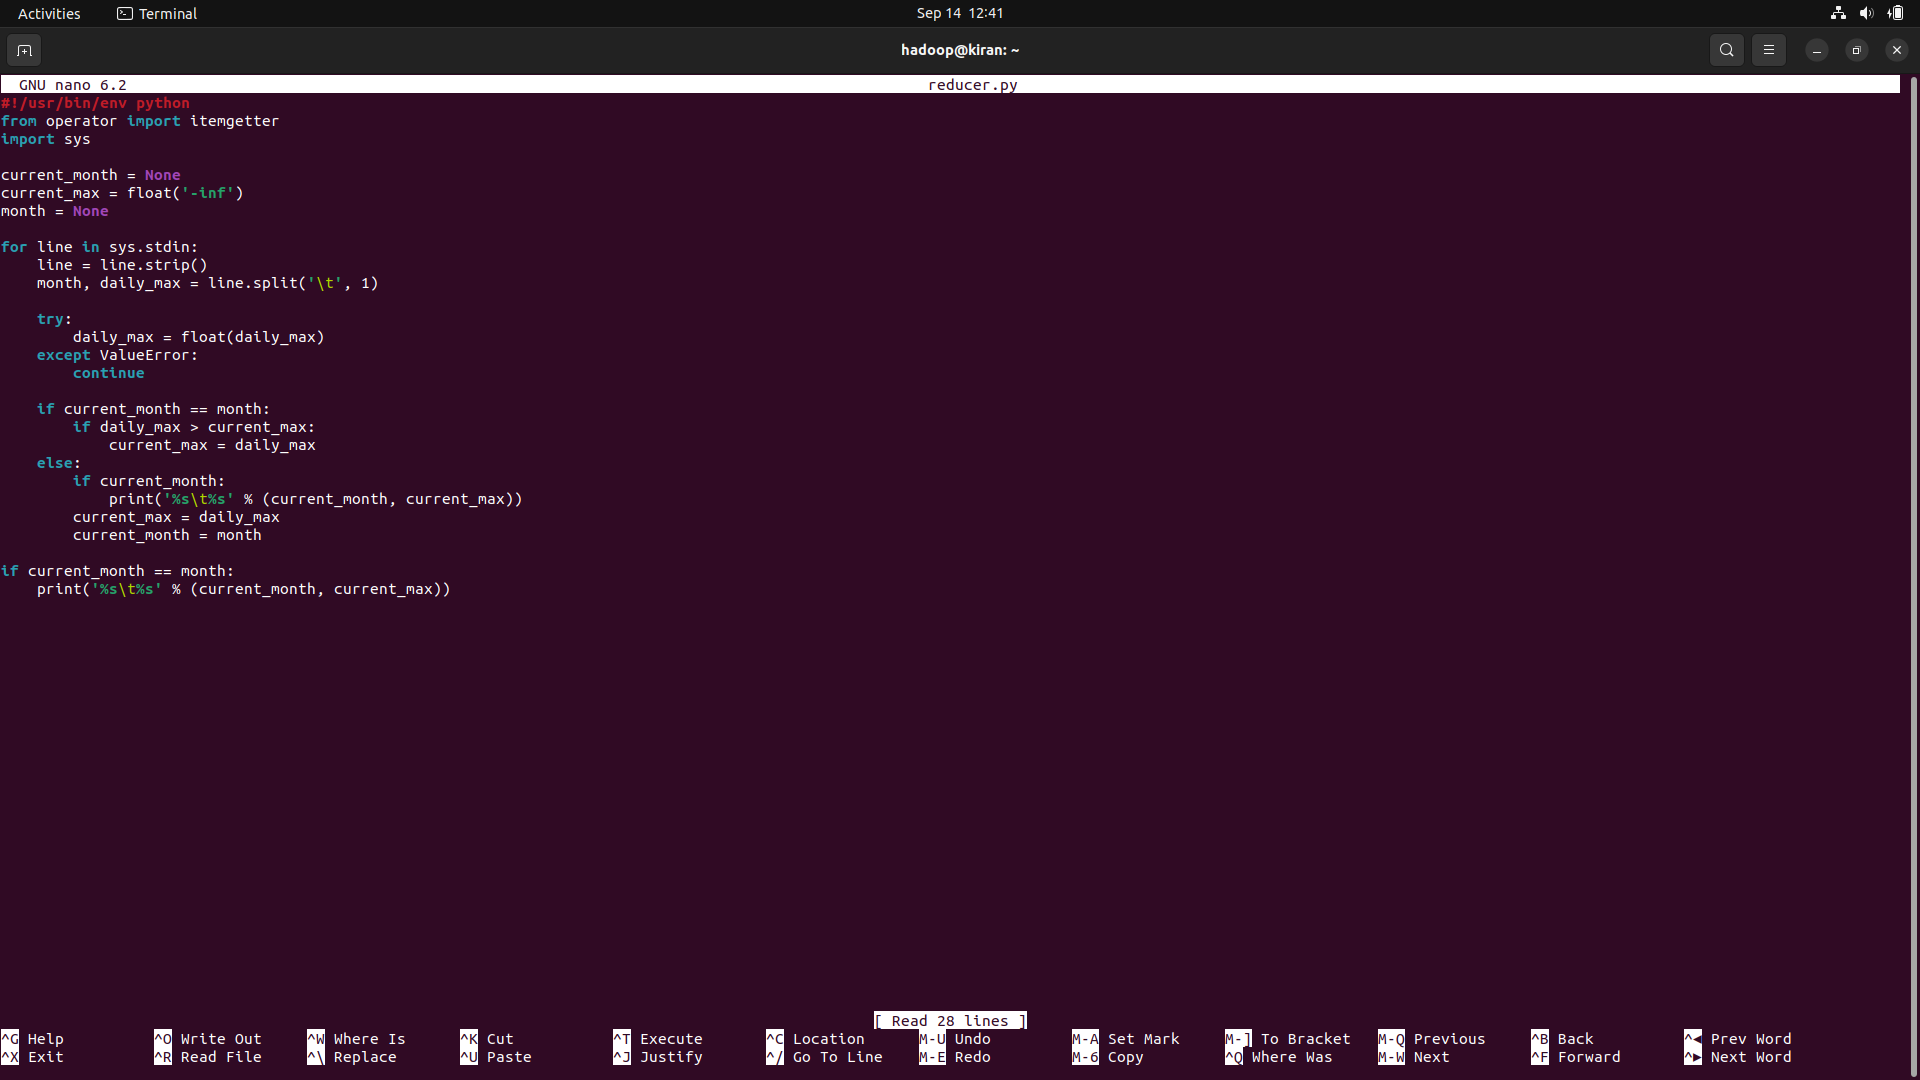 Activities Terminal Sep 14 12:41
hadoop@kiran: ~
GNU nano 6.2 reducer.py
#!/usr/bin/env python
from operator import itemgetter
import sys

current_month = None
current_max = float('-inf')
month = None

for line in sys.stdin:
    line = line.strip()
    month, daily_max = line.split('\t', 1)

    try:
        daily_max = float(daily_max)
    except ValueError:
        continue

    if current_month == month:
        if daily_max > current_max:
            current_max = daily_max
    else:
        if current_month:
            print('%s\t%s' % (current_month, current_max))
        current_max = daily_max
        current_month = month

if current_month == month:
    print('%s\t%s' % (current_month, current_max))
[ Read 28 lines ]
^G Help ^O Write Out ^W Where Is ^K Cut ^T Execute ^C Location M-U Undo M-A Set Mark M-] To Bracket M-Q Previous ^B Back ^◀ Prev Word
^X Exit ^R Read File ^\ Replace ^U Paste ^J Justify ^/ Go To Line M-E Redo M-6 Copy ^Q Where Was M-W Next ^F Forward ^▶ Next Word